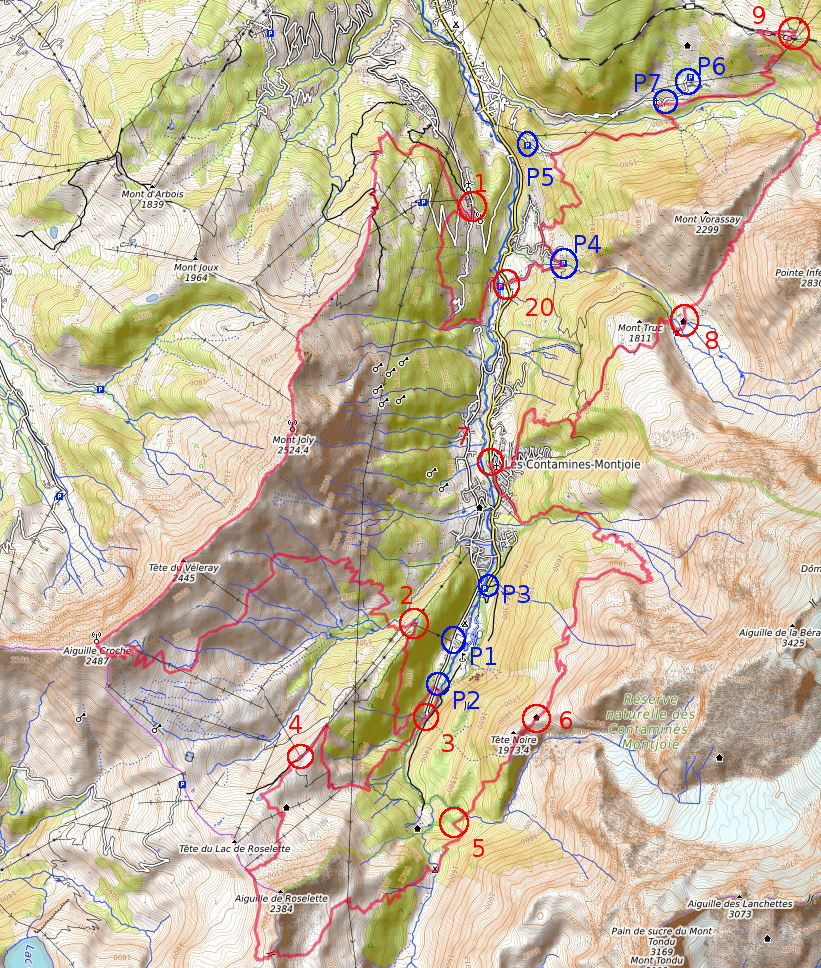 9
P6
P7
P5
Mont d'Arbois
1839
1
Mont Vorassay
2299
P4
Mont Joux
1964
Pointe Infé
2830
20
Mont Truc
1811
8
7
Mont Joly
2524.4
Les Contamines-Montjoie
Tête du Véleray
2445
Dôm
P3
2
Aiguille Croche
2487
P1
Aiguille de la Béra
3425
P2
Réserve
naturelle des
Contamines
Montjoie
6
4
3
Tête Noire
1973.4
5
Tête du Lac de Roselette
Aiguille de Roselette
2384
Aiguille des Lanchettes
3073
Pain de sucre du Mont
Tondu
3169
Mont Tondu
Lac